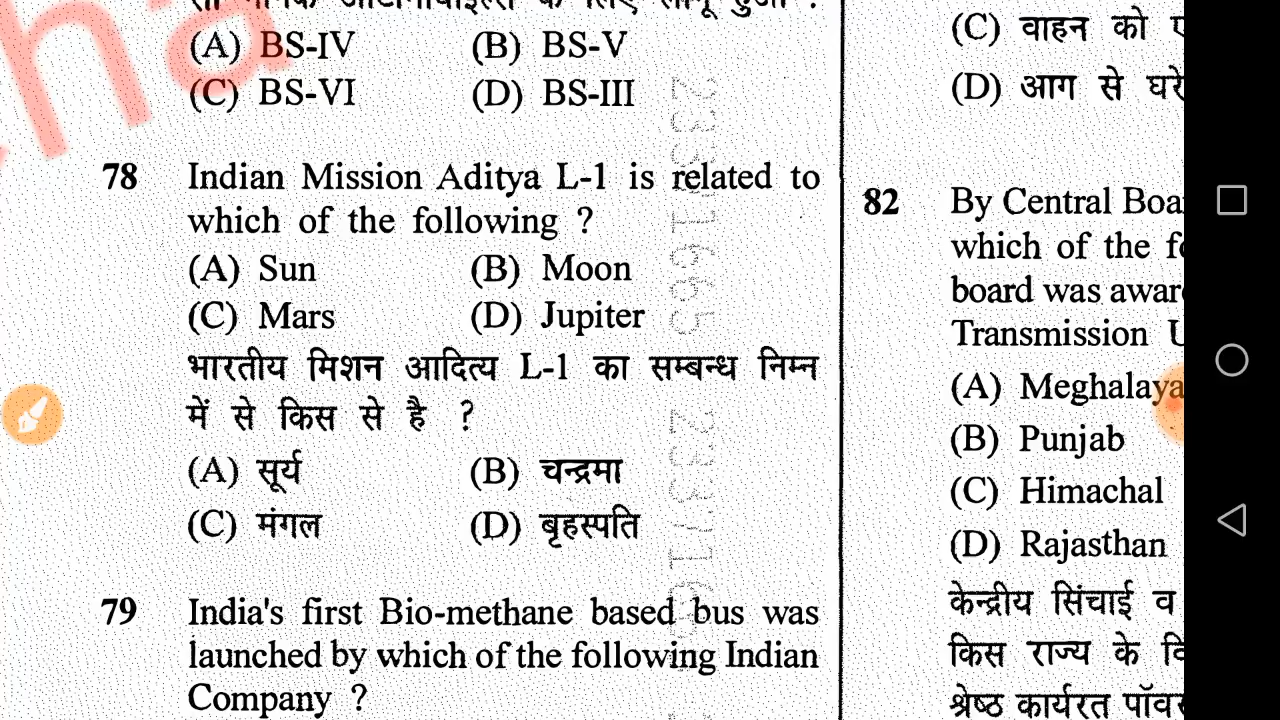 (A) BS-IV (B) BS-V
(C) BS-VI (D) BS-III
78 Indian Mission Aditya L-1 is related to
which of the following ?
(A) Sun (B) Moon
(C) Mars (D) Jupiter
भारतीय मिशन आदित्य L-1 का सम्बन्ध निम्न
में से किस से है ?
(A) सूर्य (B) चन्द्रमा
(C) मंगल (D) बृहस्पति
79 India's first Bio-methane based bus was
launched by which of the following Indian
Company ?
(C) वाहन को
(D) आग से
82 By Central
which of the
board was
Transmission
(A) Meghalaya
(B) Punjab
(C) Himachal
(D) Rajasthan
केन्द्रीय सिंचाई व
किस राज्य के
श्रेष्ठ कार्यरत